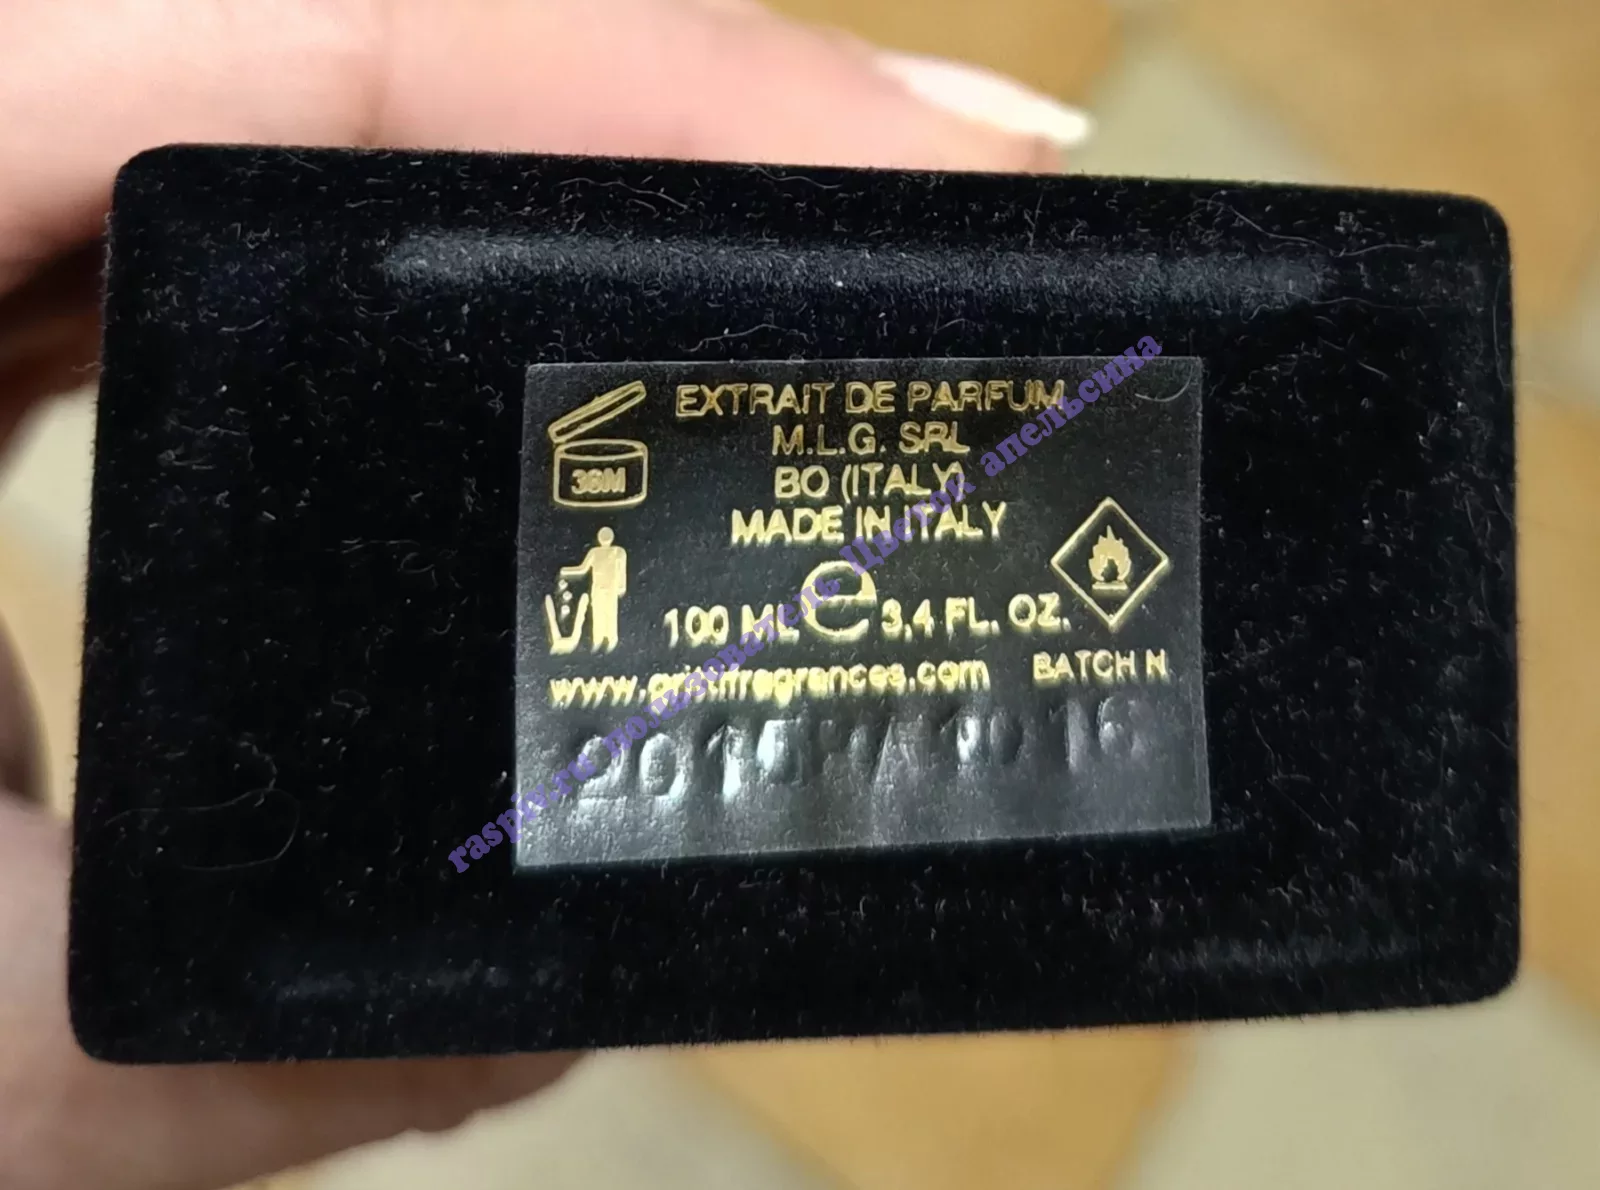 EXTRAIT DE PARFUM
M.L.G. SRL
BO (ITALY)
MADE IN ITALY
36M
100 ML e 3,4 FL. OZ.
BATCH N
raspiv.ru пользователь Цветок апельсина